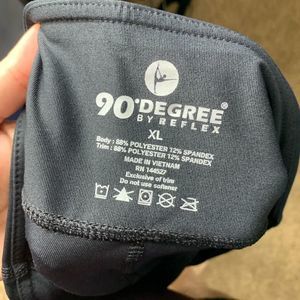 90°DEGREE®
BY REFLEX
XL
Body : 88% POLYESTER 12% SPANDEX
Trim : 88% POLYESTER 12% SPANDEX
MADE IN VIETNAM
RN 144527
Exclusive of trim
Do not use softener